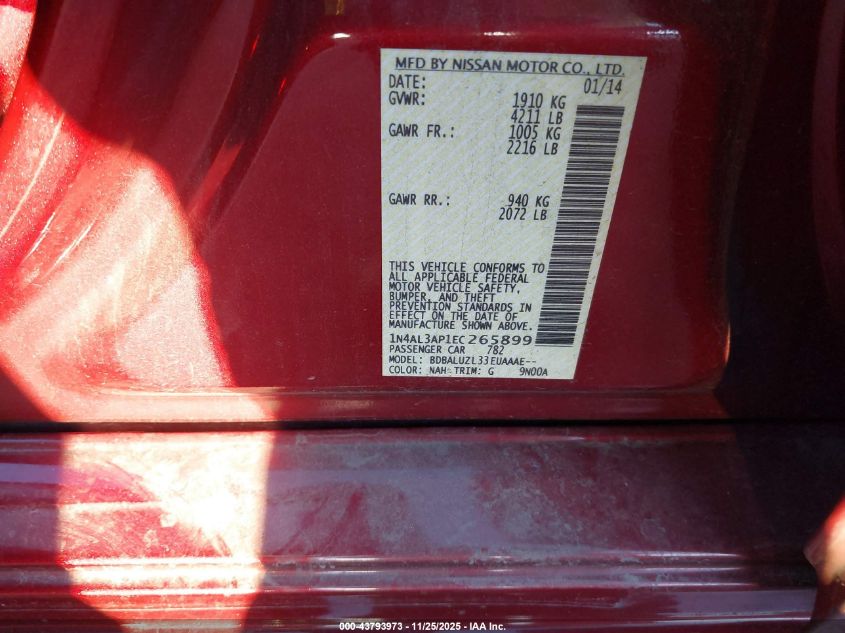 MFD BY NISSAN MOTOR CO., LTD.
DATE: 01/14
GVWR: 1910 KG
4211 LB
GAWR FR.: 1005 KG
2216 LB
GAWR RR.: 940 KG
2072 LB
THIS VEHICLE CONFORMS TO
ALL APPLICABLE FEDERAL
MOTOR VEHICLE SAFETY,
BUMPER, AND THEFT
PREVENTION STANDARDS IN
EFFECT ON THE DATE OF
MANUFACTURE SHOWN ABOVE.
1N4AL3AP1EC265899
PASSENGER CAR 782
MODEL: BDBALUZL33EUAAAE--
COLOR: NAH TRIM: G 9N00A
000-43793973 - 11/25/2025 - IAA Inc.